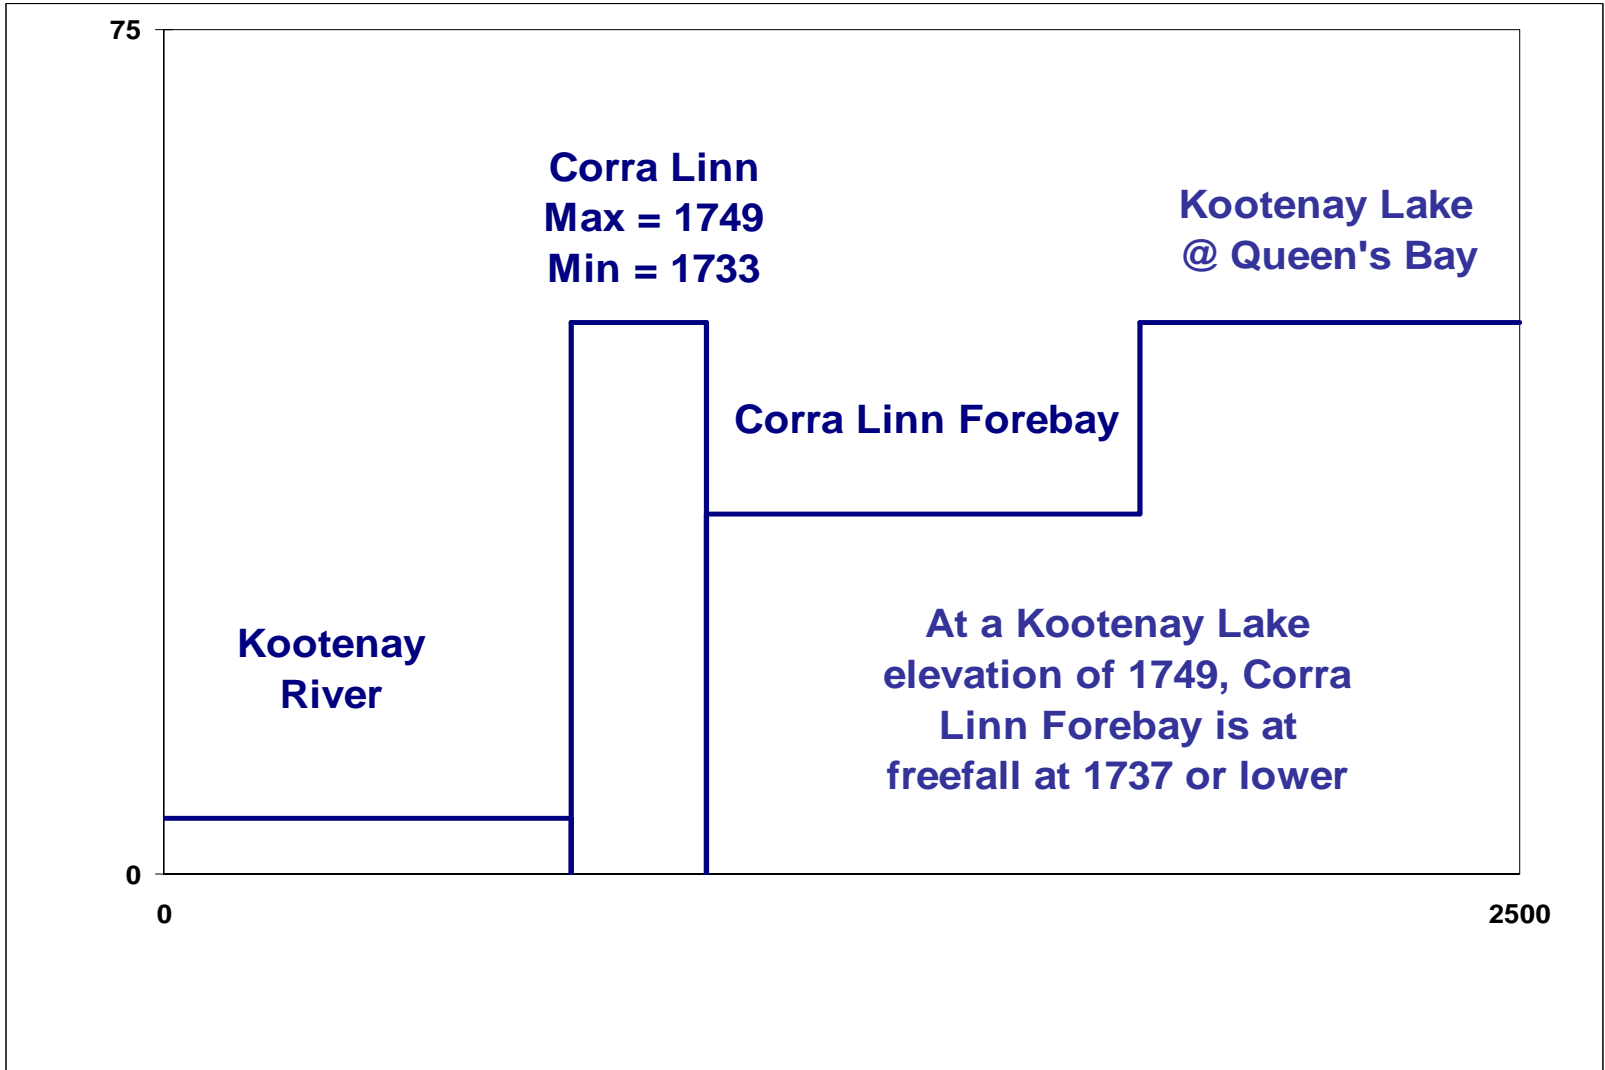 75
Corra Linn
Max = 1749
Min = 1733
Kootenay Lake
@ Queen's Bay
Corra Linn Forebay
Kootenay
River
At a Kootenay Lake
elevation of 1749, Corra
Linn Forebay is at
freefall at 1737 or lower
0
0
2500